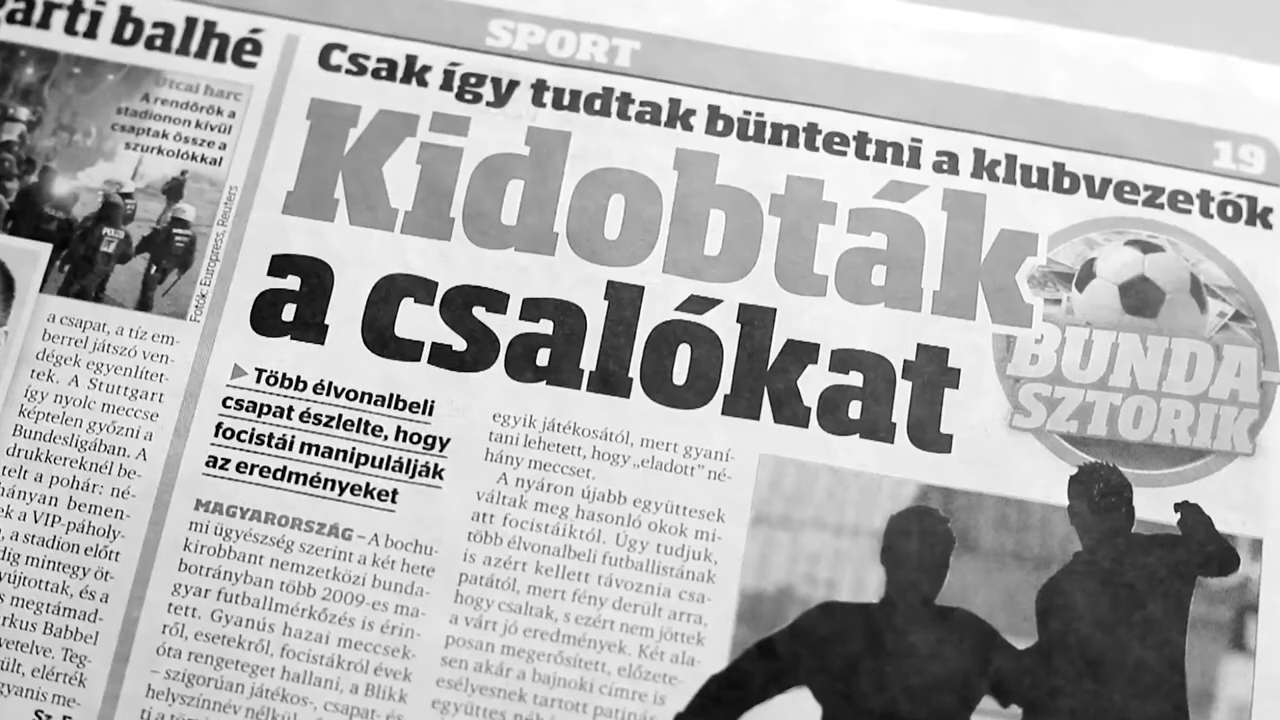 SPORT
19
arti balhé
Utcai harc
A rendőrök a
stadionon kívül
csaptak össze a
szurkolókkal
POLIZEI
Fotók: Europress, Reuters
a csapat, a tíz em-
berrel játszó ven-
dégek egyenlítet-
tek. A Stuttgart
így nyolc meccse
képtelen győzni a
Bundesligában. A
drukkereknél be-
telt a pohár: né-
hányan bemen-
ek a VIP-páholy-
, a stadion előtt
dig mintegy öt-
yújtottak, és a
s megtámad-
rkus Babbel
vetelve. Teg-
ült, elérték
gyanis me-
Sz. F.
Csak így tudtak büntetni a klubvezetők
Kidobták
a csalókat
BUNDA
SZTORIK
Több élvonalbeli
csapat észlelte, hogy
focistái manipulálják
az eredményeket
MAGYARORSZÁG – A bochu-
mi ügyészség szerint a két hete
kirobbant nemzetközi bunda-
botrányban több 2009-es ma-
gyar futballmérkőzés is érin-
tett. Gyanús hazai meccsek-
ről, esetekről, focistákról évek
óta rengeteget hallani, a Blikk
– szigorúan játékos-, csapat- és
helyszínnév nélkül
egyik játékosától, mert gyaní-
tani lehetett, hogy „eladott" né-
hány meccset.
A nyáron újabb együttesek
váltak meg hasonló okok mi-
att focistáiktól. Úgy tudjuk,
több élvonalbeli futballistának
is azért kellett távoznia csa-
patától, mert fény derült arra,
hogy csaltak, s ezért nem jöttek
a várt jó eredmények. Két ala-
posan megerősített, előzete-
sen akár a bajnoki címre is
esélyesnek tartott patinás
együttes